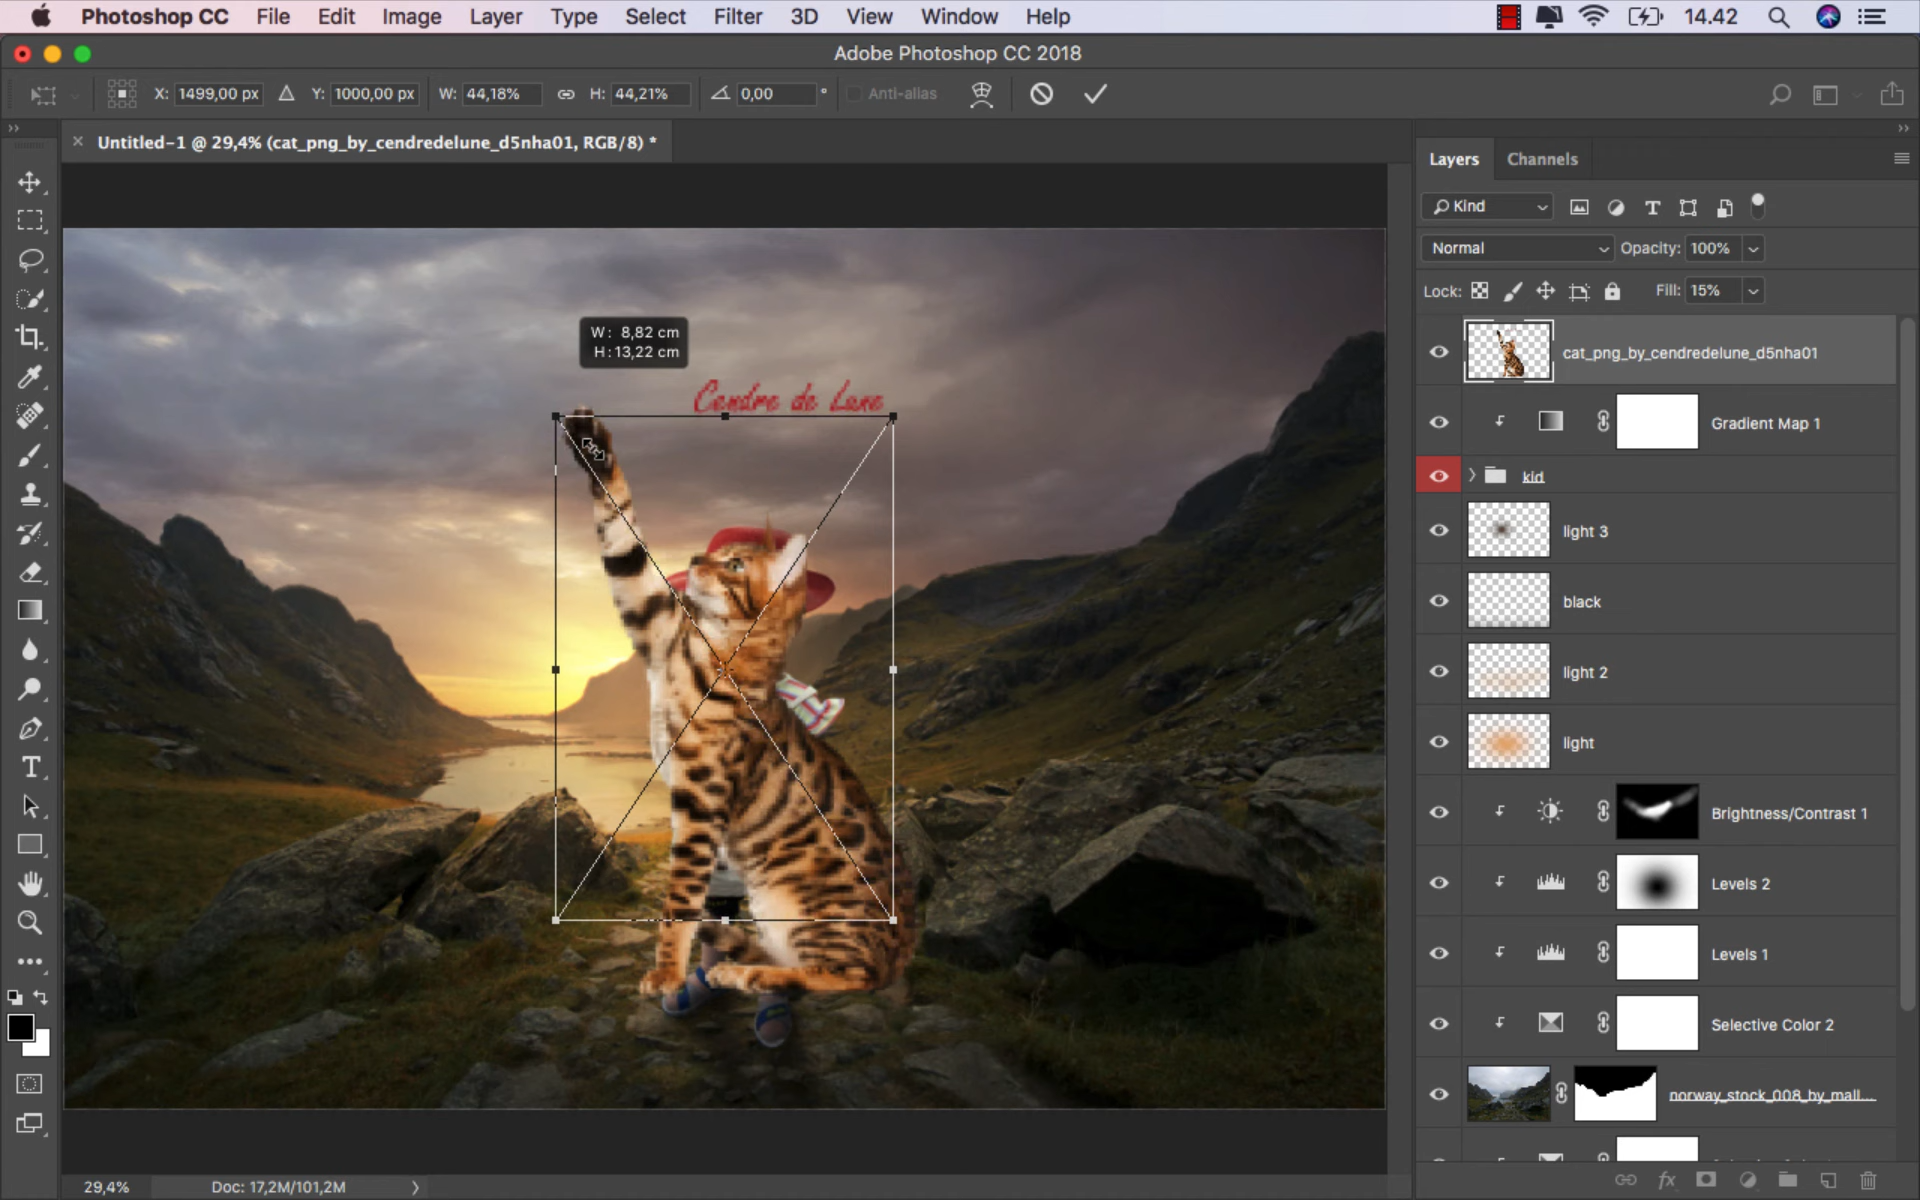 Photoshop CC File Edit Image Layer Type Select Filter 3D View Window Help 14.42
Adobe Photoshop CC 2018
X: 1499,00 px Y: 1000,00 px W: 44,18% H: 44,21% 0,00 ° Anti-alias
Untitled-1 @ 29,4% (cat_png_by_cendredelune_d5nha01, RGB/8) *
W: 8,82 cm
H: 13,22 cm
Cendre de Lune
29,4% Doc: 17,2M/101,2M
Layers Channels
Kind
Normal Opacity: 100%
Lock: Fill: 15%
cat_png_by_cendredelune_d5nha01
Gradient Map 1
kid
light 3
black
light 2
light
Brightness/Contrast 1
Levels 2
Levels 1
Selective Color 2
norway_stock_008_by_mall...